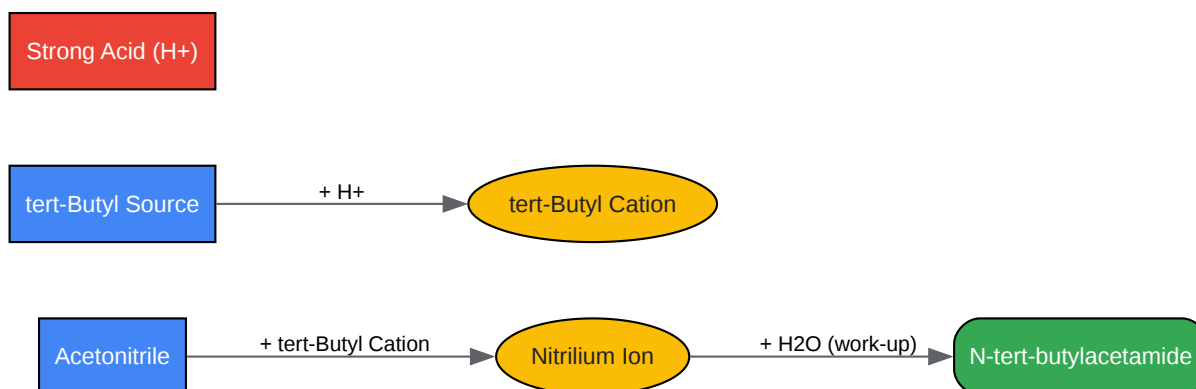 Strong Acid (H+)
tert-Butyl Source
+ H+
tert-Butyl Cation
Acetonitrile
+ tert-Butyl Cation
Nitrilium Ion
+ H2O (work-up)
N-tert-butylacetamide